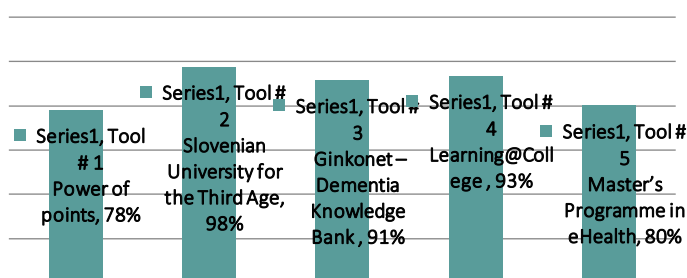 Series1, Tool
# 1
Power of
points, 78%
Series1, Tool #
2
Slovenian
University for
the Third Age,
98%
Series1, Tool #
3
Ginkonet –
Dementia
Knowledge
Bank , 91%
Series1, Tool #
4
Learning@Coll
ege , 93%
Series1, Tool #
5
Master's
Programme in
eHealth, 80%